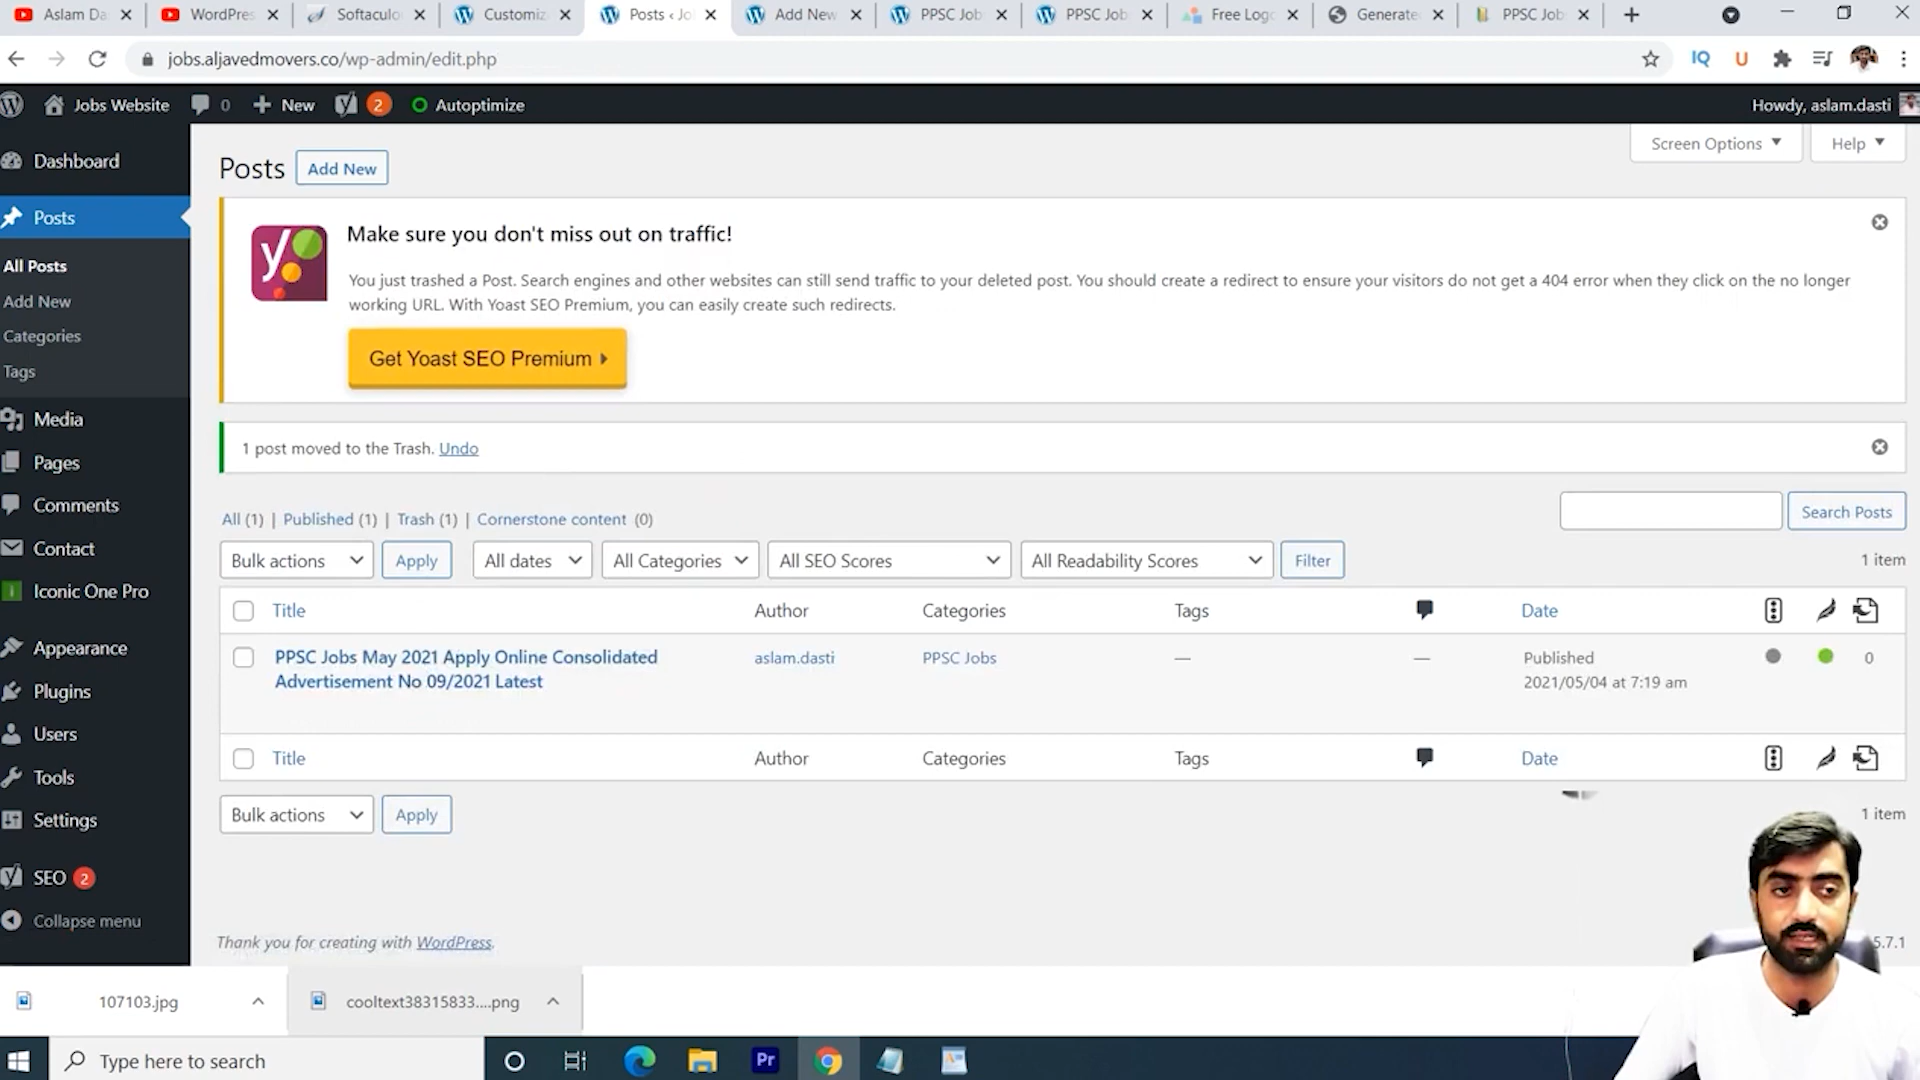 Aslam Da
WordPres
Softaculo
Customiz
Posts ‹ Jo
Add New
PPSC Job
PPSC Job
Free Logo
Generate
PPSC Job
jobs.aljavedmovers.co/wp-admin/edit.php
IQ
U
Jobs Website
0
New
2
Autoptimize
Howdy, aslam.dasti
Dashboard
Posts
All Posts
Add New
Categories
Tags
Media
Pages
Comments
Contact
Iconic One Pro
Appearance
Plugins
Users
Tools
Settings
SEO 2
Collapse menu
Screen Options
Help
Posts
Add New
Make sure you don't miss out on traffic!
You just trashed a Post. Search engines and other websites can still send traffic to your deleted post. You should create a redirect to ensure your visitors do not get a 404 error when they click on the no longer
working URL. With Yoast SEO Premium, you can easily create such redirects.
Get Yoast SEO Premium
1 post moved to the Trash. Undo
All (1) | Published (1) | Trash (1) | Cornerstone content (0)
Search Posts
Bulk actions
Apply
All dates
All Categories
All SEO Scores
All Readability Scores
Filter
1 item
Title
Author
Categories
Tags
Date
PPSC Jobs May 2021 Apply Online Consolidated
Advertisement No 09/2021 Latest
aslam.dasti
PPSC Jobs
—
—
Published
2021/05/04 at 7:19 am
0
Title
Author
Categories
Tags
Date
Bulk actions
Apply
1 item
Thank you for creating with WordPress.
5.7.1
107103.jpg
cooltext38315833....png
Type here to search
Pr